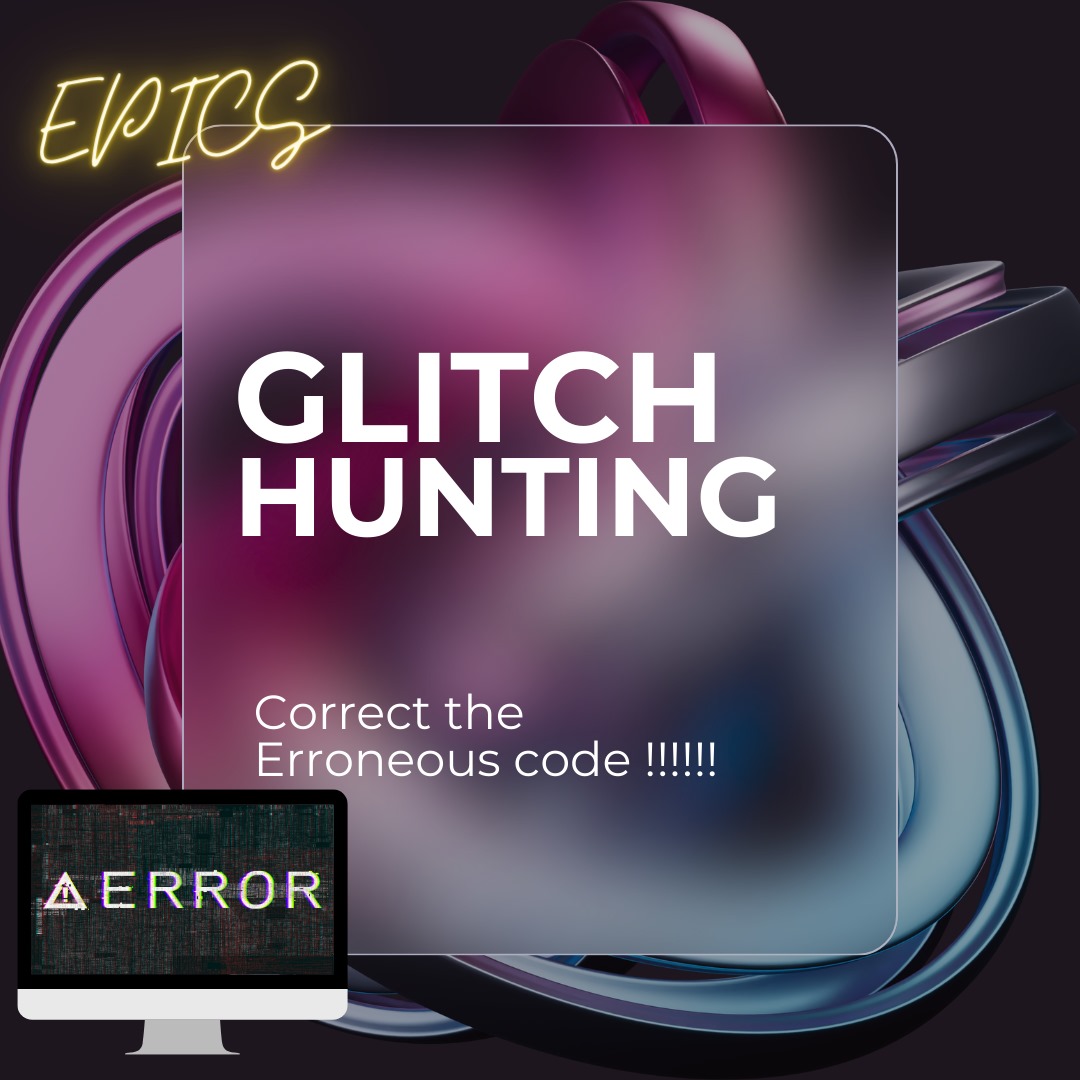 EPICS
GLITCH
HUNTING
Correct the
Erroneous code !!!!!!
ERROR